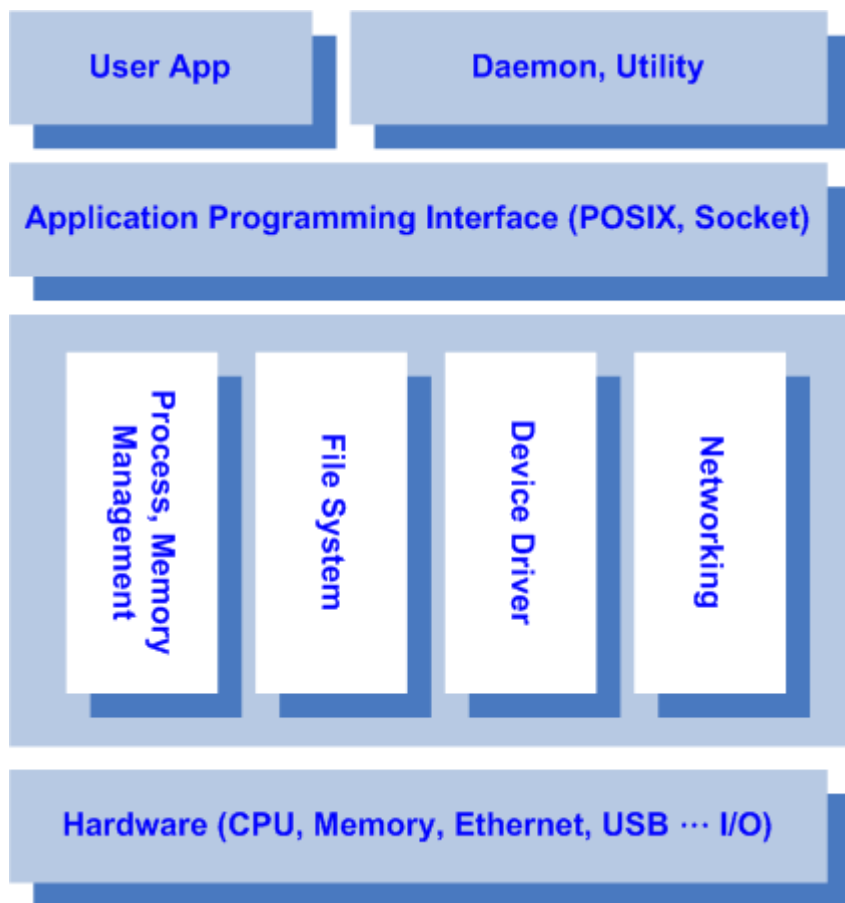 User App
Daemon, Utility
Application Programming Interface (POSIX, Socket)
Process, Memory
Management
File System
Device Driver
Networking
Hardware (CPU, Memory, Ethernet, USB ··· I/O)